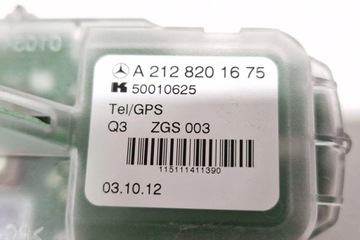 A 212 820 16 75
K 50010625
Tel/GPS
Q3 ZGS 003
115111411390
03.10.12